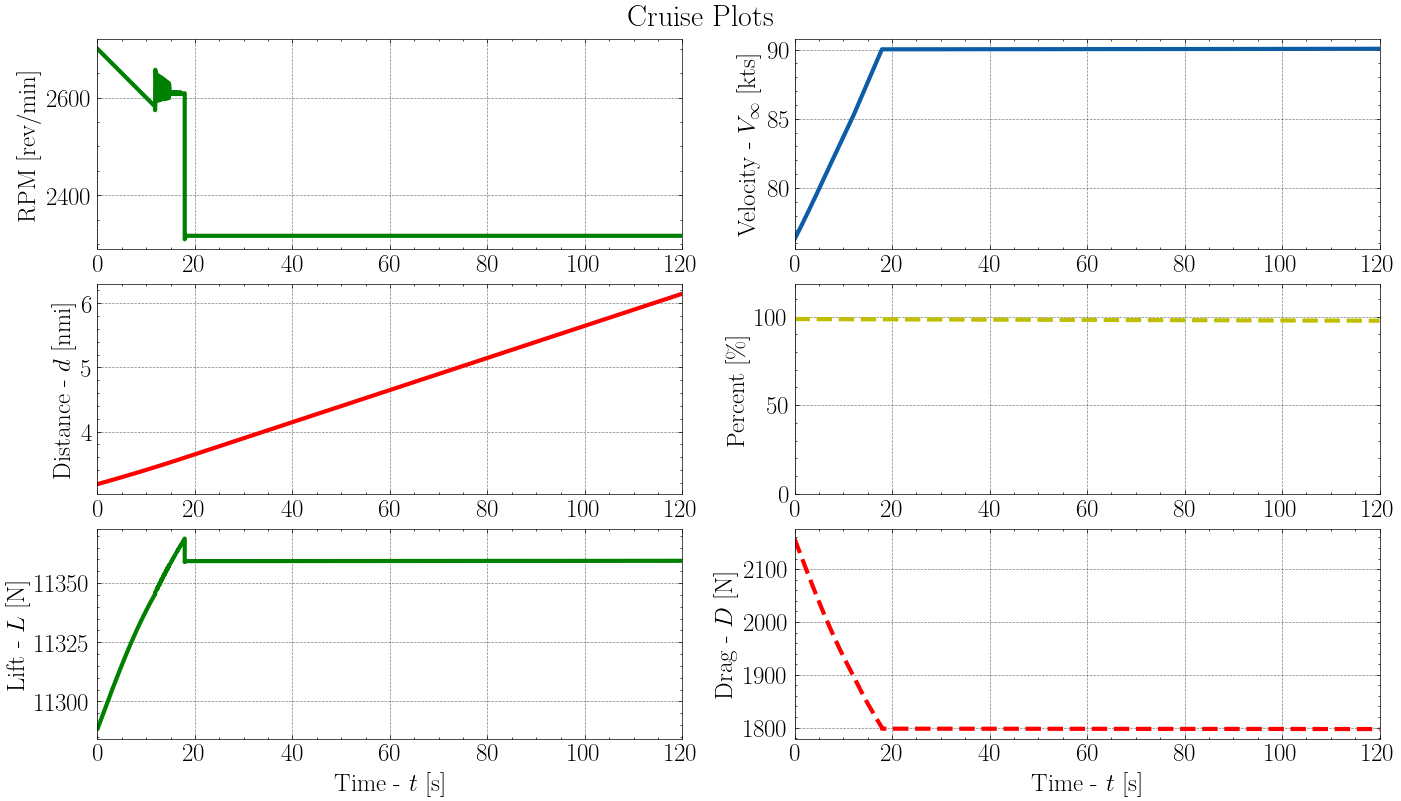 Cruise Plots
RPM [rev/min]
2600
2400
0 20 40 60 80 100 120
Velocity - V∞ [kts]
90
85
80
0 20 40 60 80 100 120
Distance - d [nmi]
6
5
4
0 20 40 60 80 100 120
Percent [%]
100
50
0
0 20 40 60 80 100 120
Lift - L [N]
11350
11325
11300
0 20 40 60 80 100 120
Time - t [s]
Drag - D [N]
2100
2000
1900
1800
0 20 40 60 80 100 120
Time - t [s]